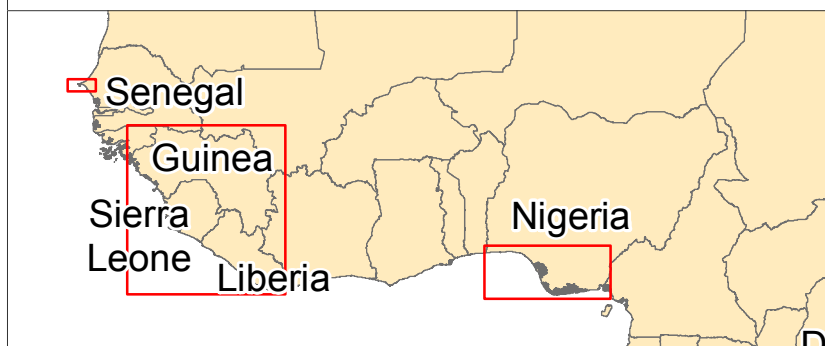 Senegal
Guinea
Sierra
Leone
Liberia
Nigeria
D